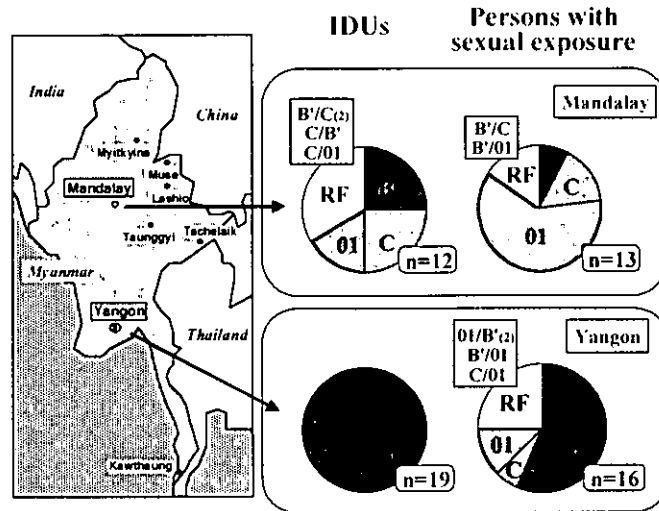 IDUs
Persons with
sexual exposure
India
China
Myitkyina
Muse
Lashio
Mandalay
Taunggyi
Tachelaik
Myanmar
Yangon
Thailand
Kawthaung
Mandalay
B'/C(2)
C/B'
C/01
RF
B'
01
C
n=12
B'/C
B'/01
RF
C
01
n=13
Yangon
n=19
01/B'(2)
B'/01
C/01
RF
01
C
n=16